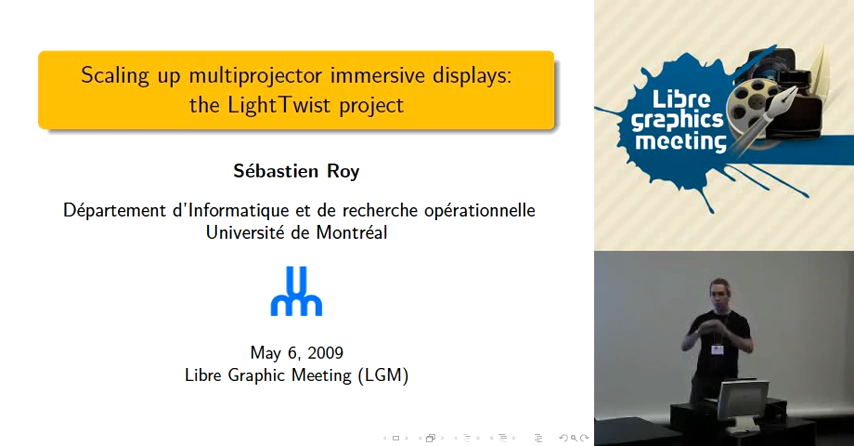 Scaling up multiprojector immersive displays:
the LightTwist project
Sébastien Roy
Département d'Informatique et de recherche opérationnelle
Université de Montréal
May 6, 2009
Libre Graphic Meeting (LGM)
Libre
graphics
meeting